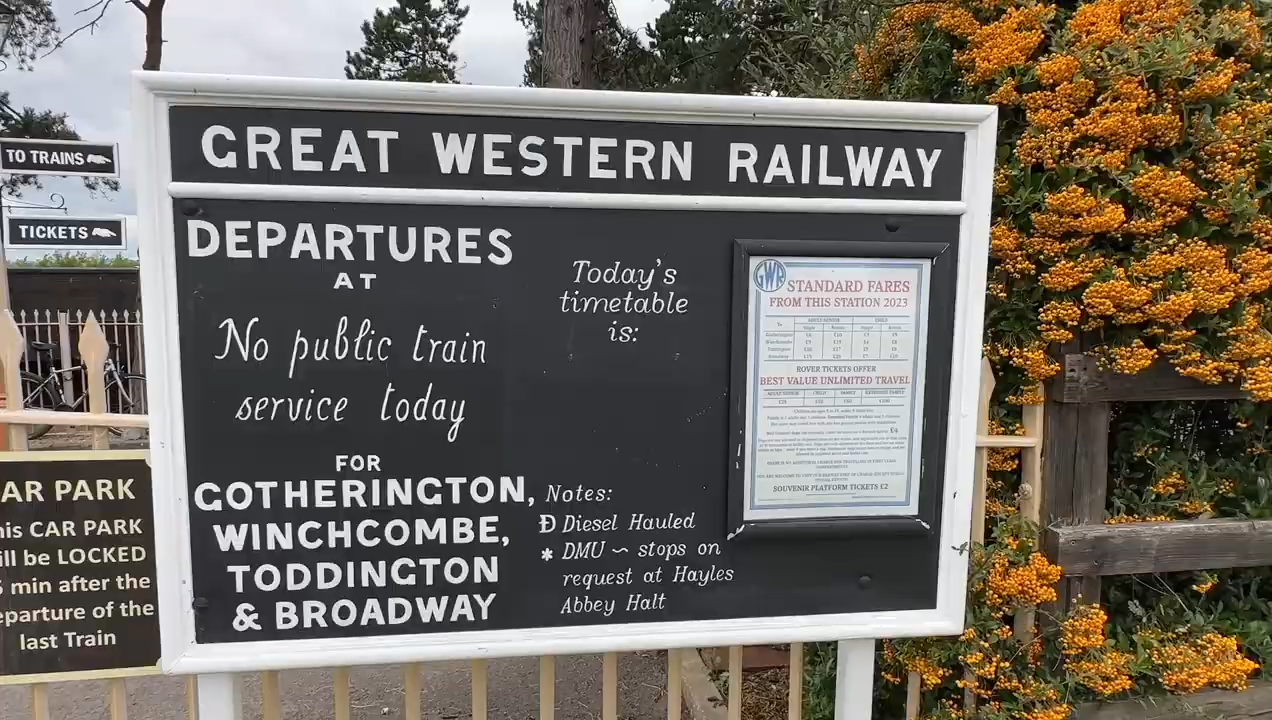 TO TRAINS
TICKETS
GREAT WESTERN RAILWAY
DEPARTURES
AT
No public train
service today
FOR
GOTHERINGTON,
WINCHCOMBE,
TODDINGTON
& BROADWAY
Today's
timetable
is:
Notes:
Đ Diesel Hauled
* DMU ~ stops on
request at Hayles
Abbey Halt
GWR
STANDARD FARES
FROM THIS STATION 2023
ROVER TICKETS OFFER
BEST VALUE UNLIMITED TRAVEL
SOUVENIR PLATFORM TICKETS £2
AR PARK
his CAR PARK
ill be LOCKED
5 min after the
eparture of the
last Train